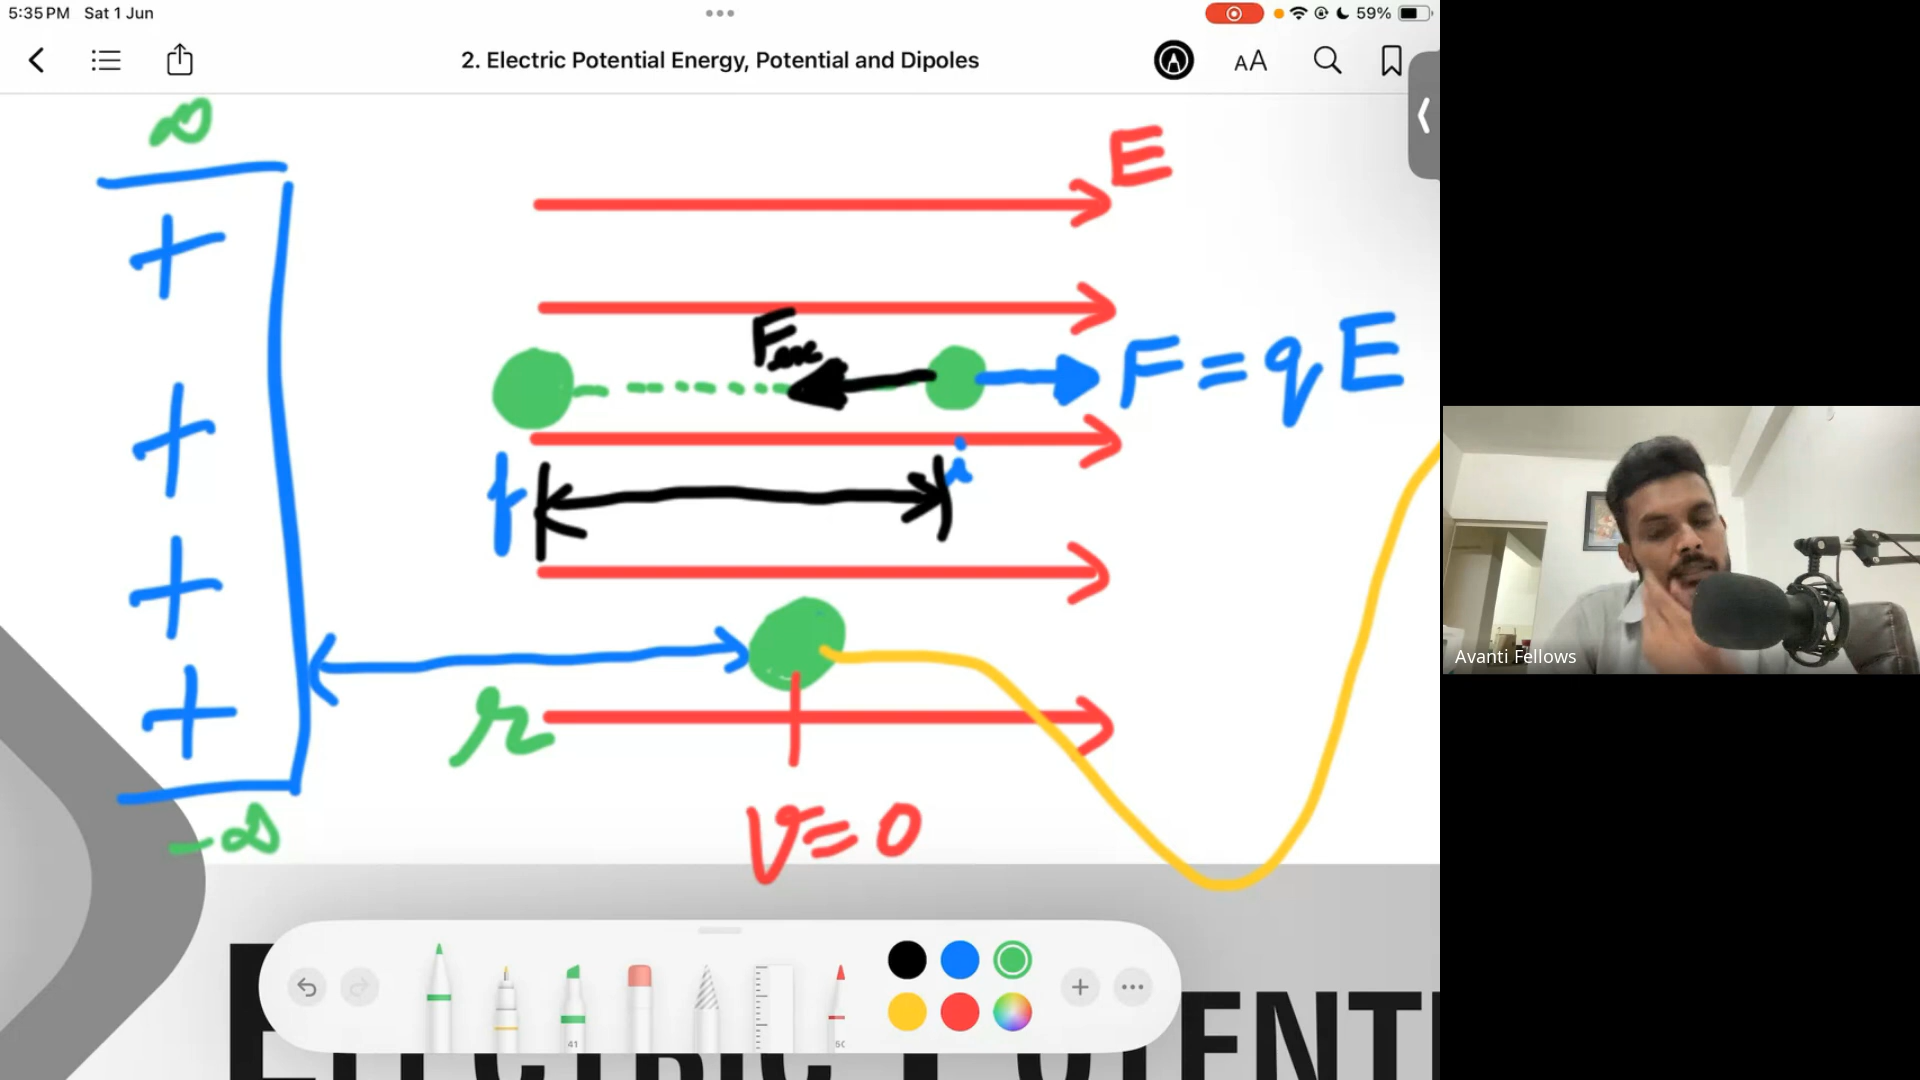 5:35 PM Sat 1 Jun
59%
2. Electric Potential Energy, Potential and Dipoles
AA
∞
E
+
F = qE
+
f
i
+
r
+
V = 0
-∞
Avanti Fellows
41